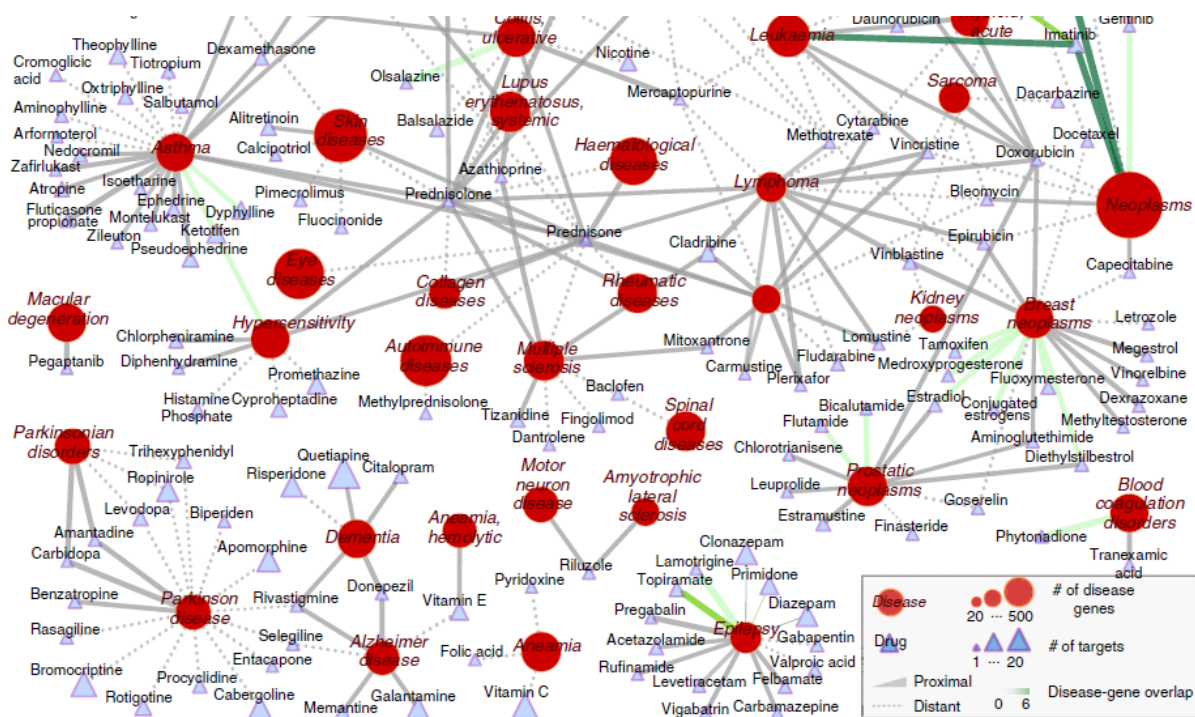 Colitis,
ulcerative
Leukaemia
Daunorubicin
acute
Gefitinib
Imatinib
Theophylline
Dexamethasone
Cromoglicic
acid
Tiotropium
Nicotine
Olsalazine
Oxtriphylline
Lupus
erythematosus,
systemic
Mercaptopurine
Sarcoma
Dacarbazine
Aminophylline
Salbutamol
Alitretinoin
Skin
diseases
Balsalazide
Cytarabine
Methotrexate
Arformoterol
Nedocromil
Asthma
Calcipotriol
Haematological
diseases
Vincristine
Docetaxel
Doxorubicin
Zafirlukast
Azathioprine
Isoetharine
Pimecrolimus
Prednisolone
Lymphoma
Bleomycin
Atropine
Ephedrine
Neoplasms
Fluticasone
propionate
Montelukast
Dyphylline
Fluocinonide
Zileuton
Ketotifen
Prednisone
Cladribine
Epirubicin
Pseudoephedrine
Vinblastine
Eye
diseases
Capecitabine
Collagen
diseases
Rheumatic
diseases
Macular
degeneration
Kidney
neoplasms
Breast
neoplasms
Hypersensitivity
Letrozole
Chlorpheniramine
Lomustine
Tamoxifen
Autoimmune
diseases
Mutiple
sclerosis
Mitoxantrone
Pegaptanib
Diphenhydramine
Fludarabine
Medroxyprogesterone
Megestrol
Carmustine
Promethazine
Plerixafor
Fluoxymesterone
Vinorelbine
Baclofen
Estradiol
Methylprednisolone
Dexrazoxane
Histamine
Phosphate
Cyproheptadine
Tizanidine
Fingolimod
Spinal
cord
diseases
Bicalutamide
Conjugated
estrogens
Flutamide
Methyltestosterone
Parkinsonian
disorders
Dantrolene
Aminoglutethimide
Trihexyphenidyl
Quetiapine
Chlorotrianisene
Diethylstilbestrol
Risperidone
Citalopram
Motor
neuron
disease
Amyotrophic
lateral
sclerosis
Prostatic
neoplasms
Ropinirole
Leuprolide
Blood
coagulation
disorders
Levodopa
Goserelin
Biperiden
Aneamia,
hemolytic
Estramustine
Amantadine
Dementia
Finasteride
Phytonadione
Carbidopa
Apomorphine
Clonazepam
Lamotrigine
Tranexamic
acid
Riluzole
Primidone
Donepezil
Pyridoxine
Topiramate
Benzatropine
Parkinson
disease
Rivastigmine
Vitamin E
Pregabalin
Diazepam
Rasagiline
Selegiline
Alzheimer
disease
Aneamia
Epilepsy
Gabapentin
Acetazolamide
Folic acid
Entacapone
Valproic acid
Bromocriptine
Procyclidine
Rufinamide
Felbamate
Levetiracetam
Rotigotine
Cabergoline
Galantamine
Vitamin C
Memantine
Vigabatrin
Carbamazepine
Disease
20 ... 500
# of disease
genes
Drug
1 ... 20
# of targets
Proximal
Distant
0 6
Disease-gene overlap